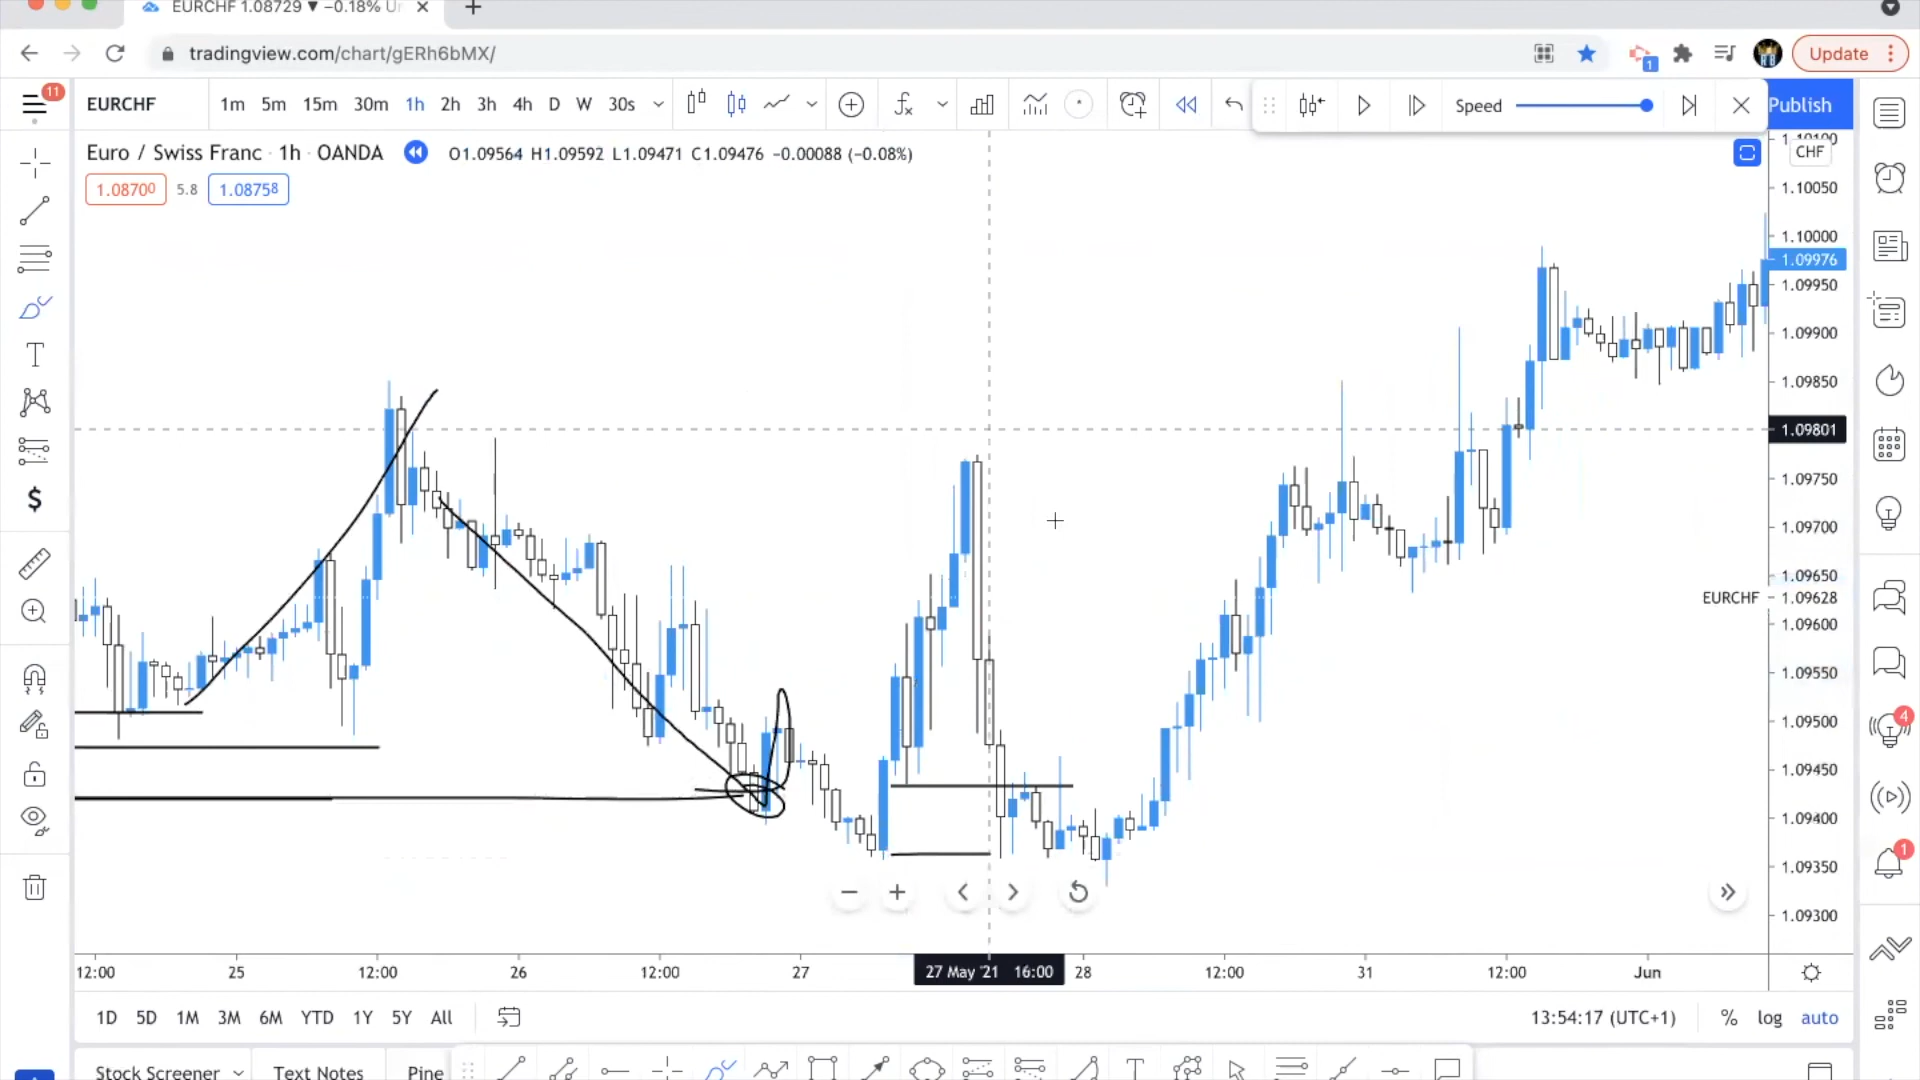 EURCHF 1.08729 ▼ −0.18%
tradingview.com/chart/gERh6bMX/
1
Update
11
EURCHF
1m 5m 15m 30m 1h 2h 3h 4h D W 30s
Speed
Publish
Euro / Swiss Franc · 1h · OANDA
O1.09564 H1.09592 L1.09471 C1.09476 −0.00088 (−0.08%)
1.08700
5.8
1.08758
CHF
1.10100
1.10050
1.10000
1.09976
1.09950
1.09900
1.09850
1.09801
1.09750
1.09700
1.09650
EURCHF 1.09628
1.09600
1.09550
1.09500
1.09450
1.09400
1.09350
1.09300
4
1
12:00 25 12:00 26 12:00 27 27 May '21 16:00 28 12:00 31 12:00 Jun
1D 5D 1M 3M 6M YTD 1Y 5Y All
13:54:17 (UTC+1) % log auto
Stock Screener Text Notes Pine